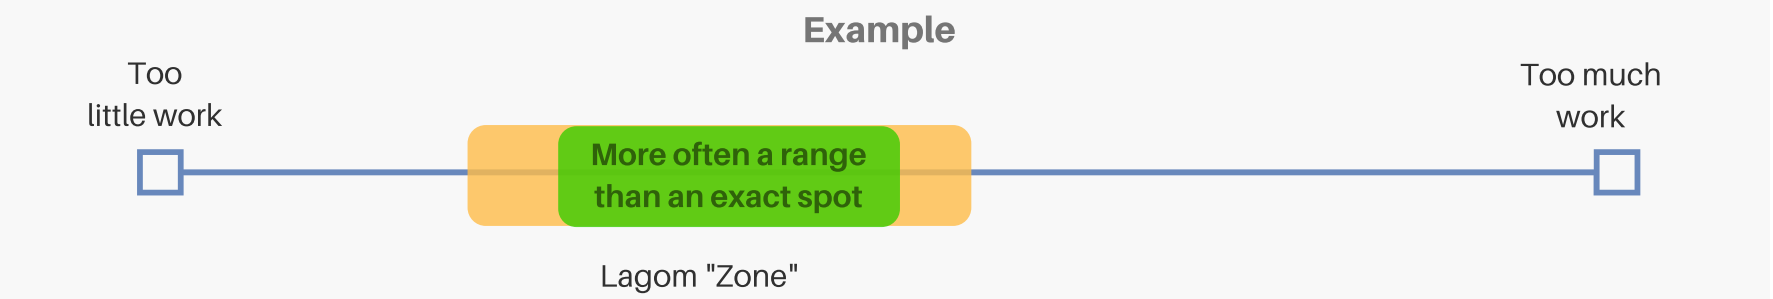 Example
Too
little work
Too much
work
More often a range
than an exact spot
Lagom "Zone"